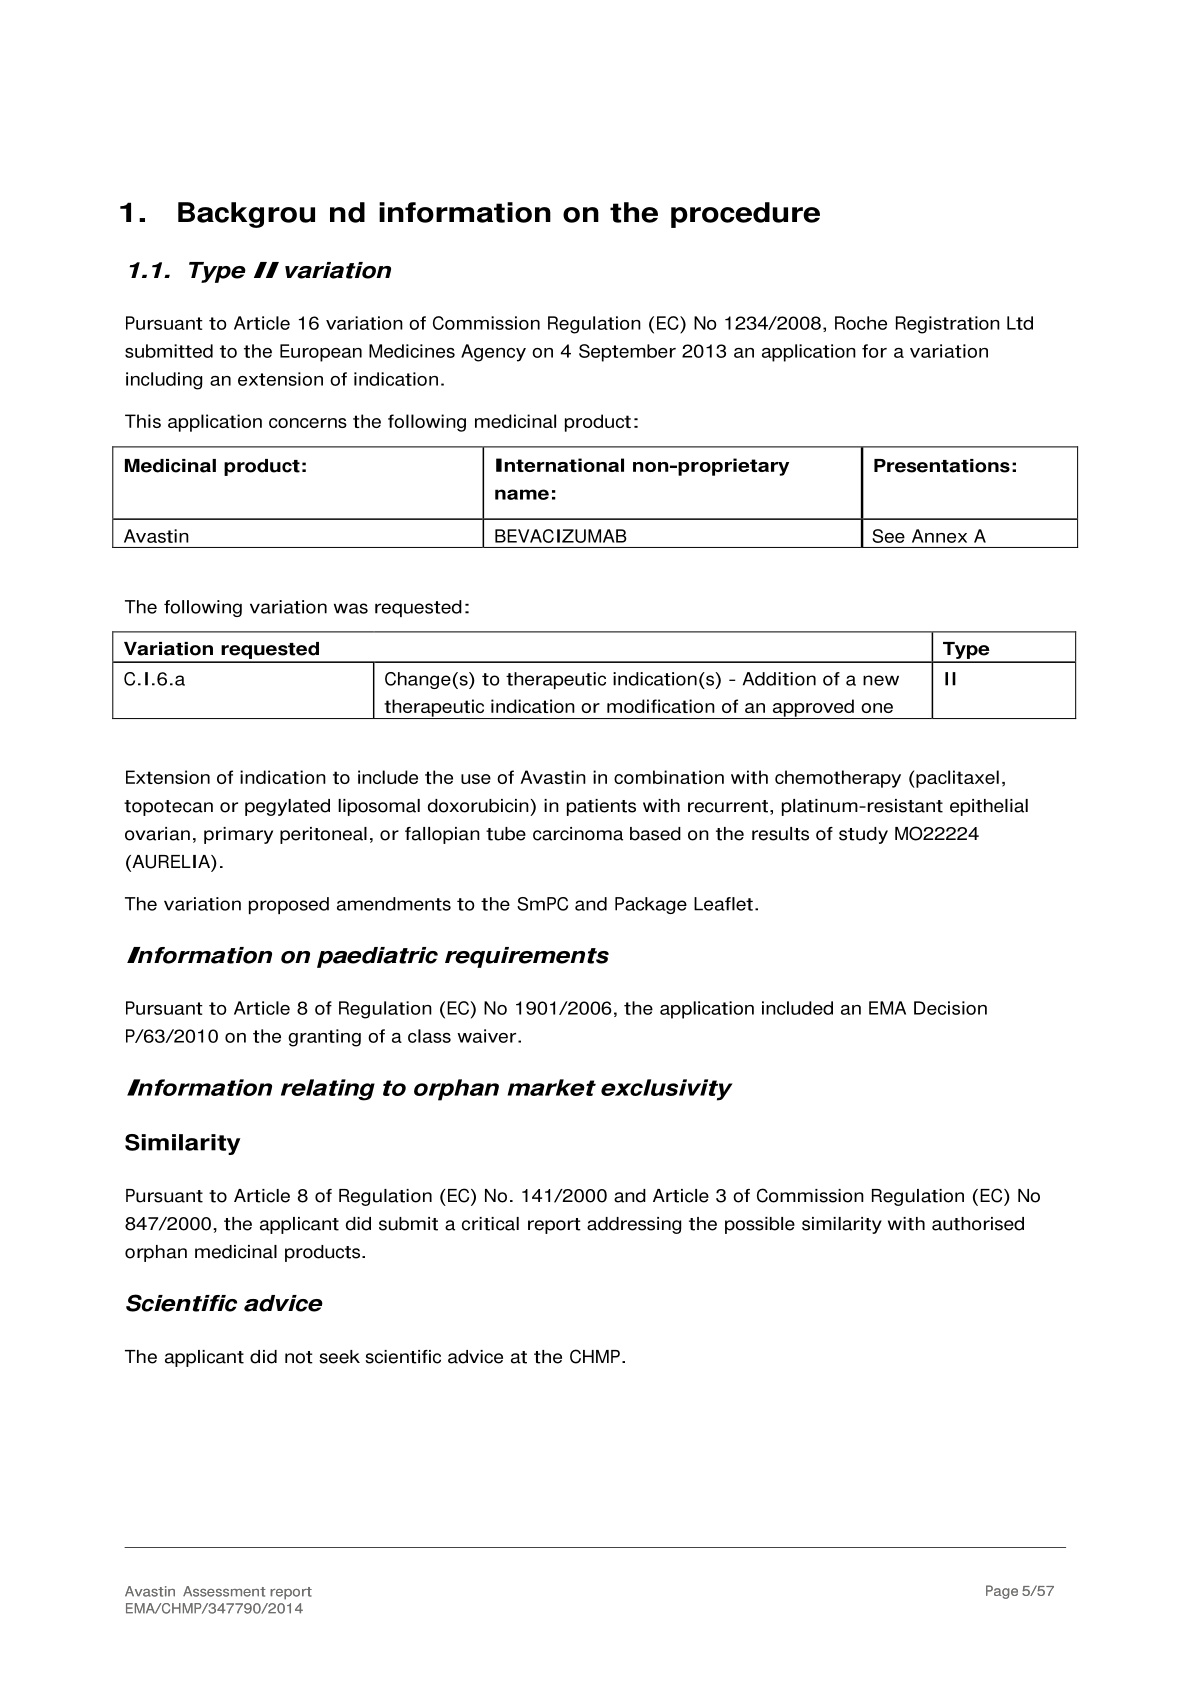 1. Backgrou nd information on the procedure
1.1. Type II variation
Pursuant to Article 16 variation of Commission Regulation (EC) No 1234/2008, Roche Registration Ltd
submitted to the European Medicines Agency on 4 September 2013 an application for a variation
including an extension of indication.
This application concerns the following medicinal product:
Medicinal product: International non-proprietary Presentations:
name:
Avastin BEVACIZUMAB See Annex A
The following variation was requested:
Variation requested Type
C.I.6.a Change(s) to therapeutic indication(s) - Addition of a new II
therapeutic indication or modification of an approved one
Extension of indication to include the use of Avastin in combination with chemotherapy (paclitaxel,
topotecan or pegylated liposomal doxorubicin) in patients with recurrent, platinum-resistant epithelial
ovarian, primary peritoneal, or fallopian tube carcinoma based on the results of study MO22224
(AURELIA).
The variation proposed amendments to the SmPC and Package Leaflet.
Information on paediatric requirements
Pursuant to Article 8 of Regulation (EC) No 1901/2006, the application included an EMA Decision
P/63/2010 on the granting of a class waiver.
Information relating to orphan market exclusivity
Similarity
Pursuant to Article 8 of Regulation (EC) No. 141/2000 and Article 3 of Commission Regulation (EC) No
847/2000, the applicant did submit a critical report addressing the possible similarity with authorised
orphan medicinal products.
Scientific advice
The applicant did not seek scientific advice at the CHMP.
Avastin Assessment report Page 5/57
EMA/CHMP/347790/2014